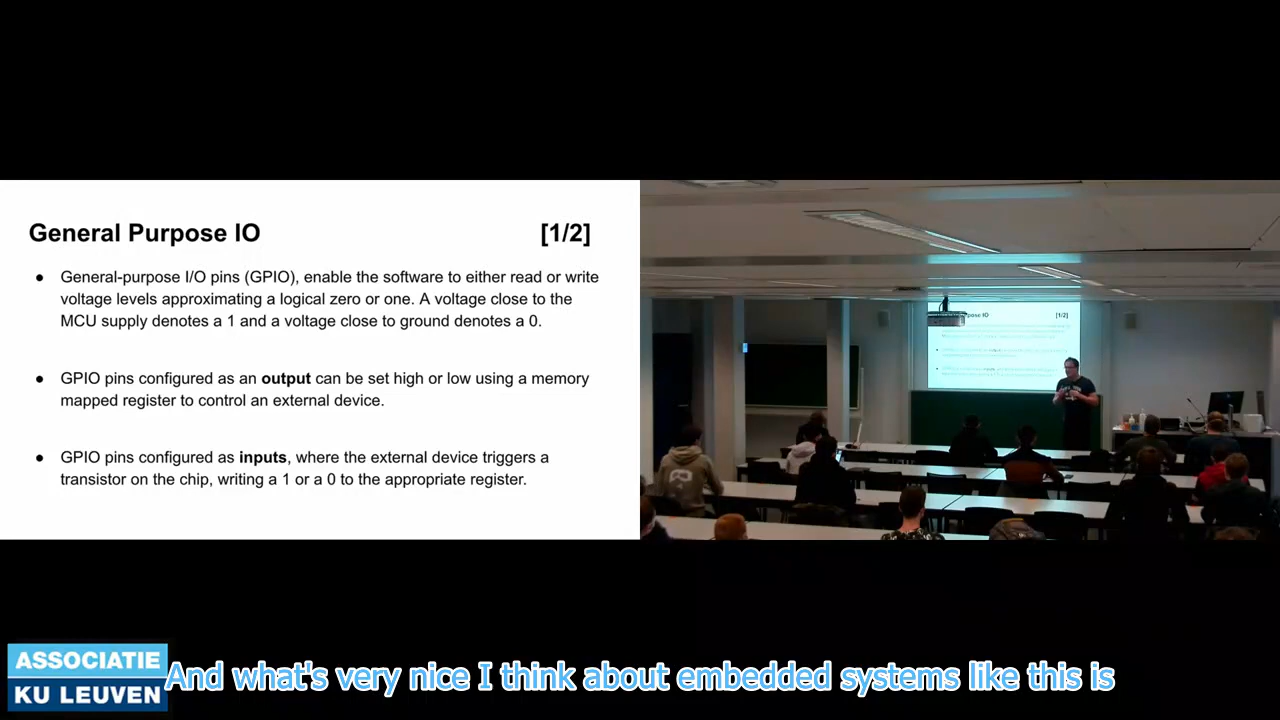 General Purpose IO [1/2]
● General-purpose I/O pins (GPIO), enable the software to either read or write
voltage levels approximating a logical zero or one. A voltage close to the
MCU supply denotes a 1 and a voltage close to ground denotes a 0.
● GPIO pins configured as an output can be set high or low using a memory
mapped register to control an external device.
● GPIO pins configured as inputs, where the external device triggers a
transistor on the chip, writing a 1 or a 0 to the appropriate register.
pose IO [1/2]
ASSOCIATIE
KU LEUVEN
And what's very nice I think about embedded systems like this is